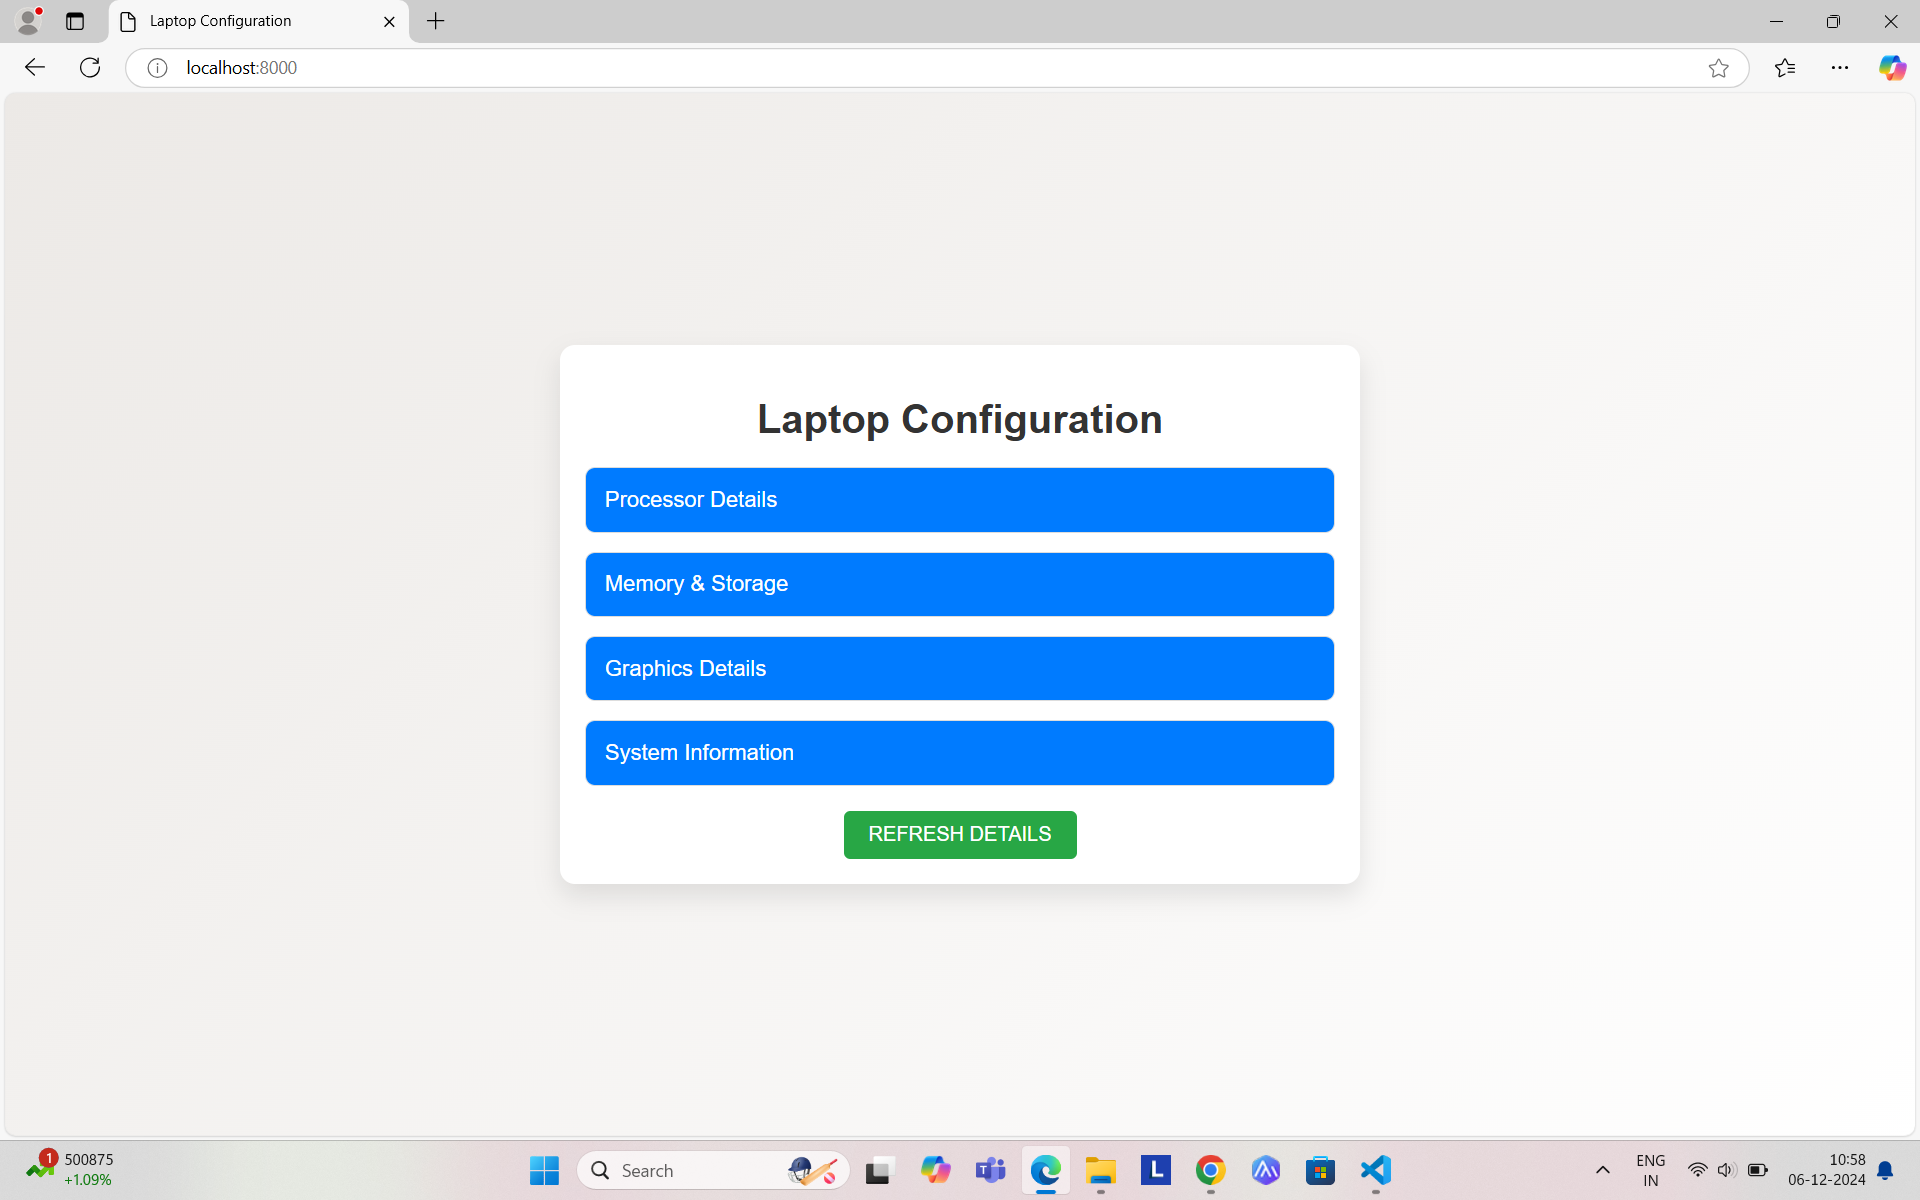 Laptop Configuration
localhost:8000
Laptop Configuration
Processor Details
Memory & Storage
Graphics Details
System Information
REFRESH DETAILS
1
500875
+1.09%
Search
T
L
ENG
IN
10:58
06-12-2024